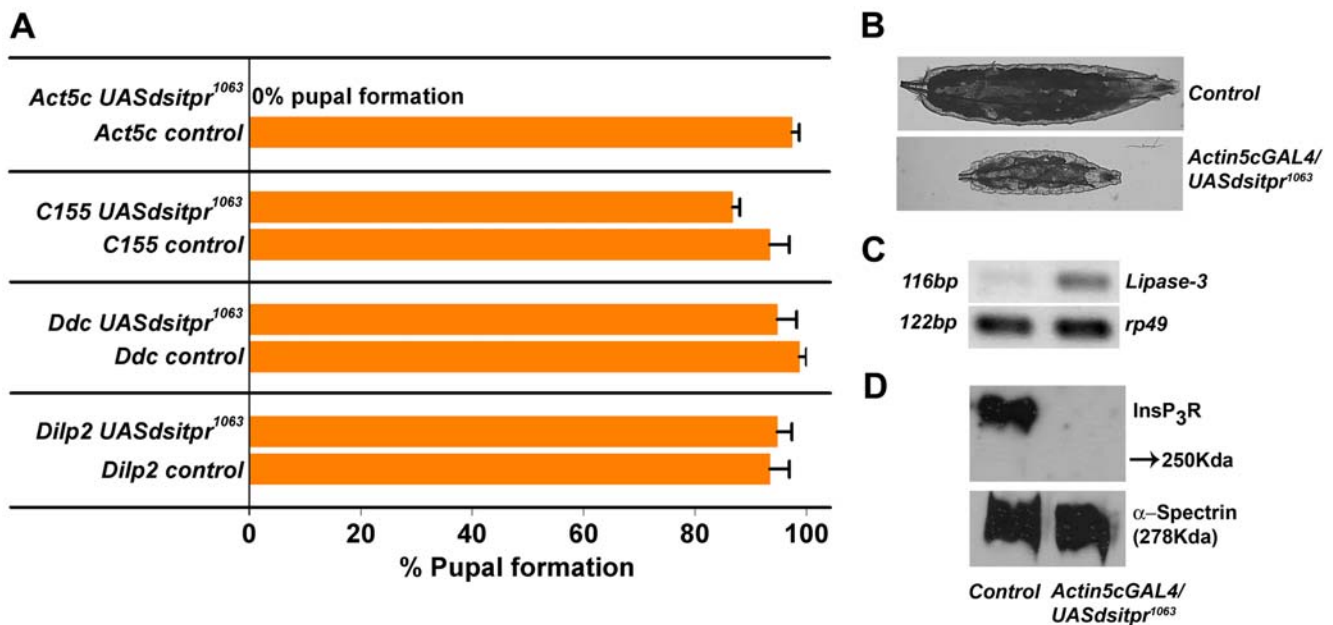 A
Act5c UASdsitpr¹⁰⁶³
0% pupal formation
Act5c control
C155 UASdsitpr¹⁰⁶³
C155 control
Ddc UASdsitpr¹⁰⁶³
Ddc control
Dilp2 UASdsitpr¹⁰⁶³
Dilp2 control
0 20 40 60 80 100
% Pupal formation
B
Control
Actin5cGAL4/
UASdsitpr¹⁰⁶³
C
116bp Lipase-3
122bp rp49
D
InsP₃R
→250Kda
α–Spectrin
(278Kda)
Control Actin5cGAL4/
UASdsitpr¹⁰⁶³